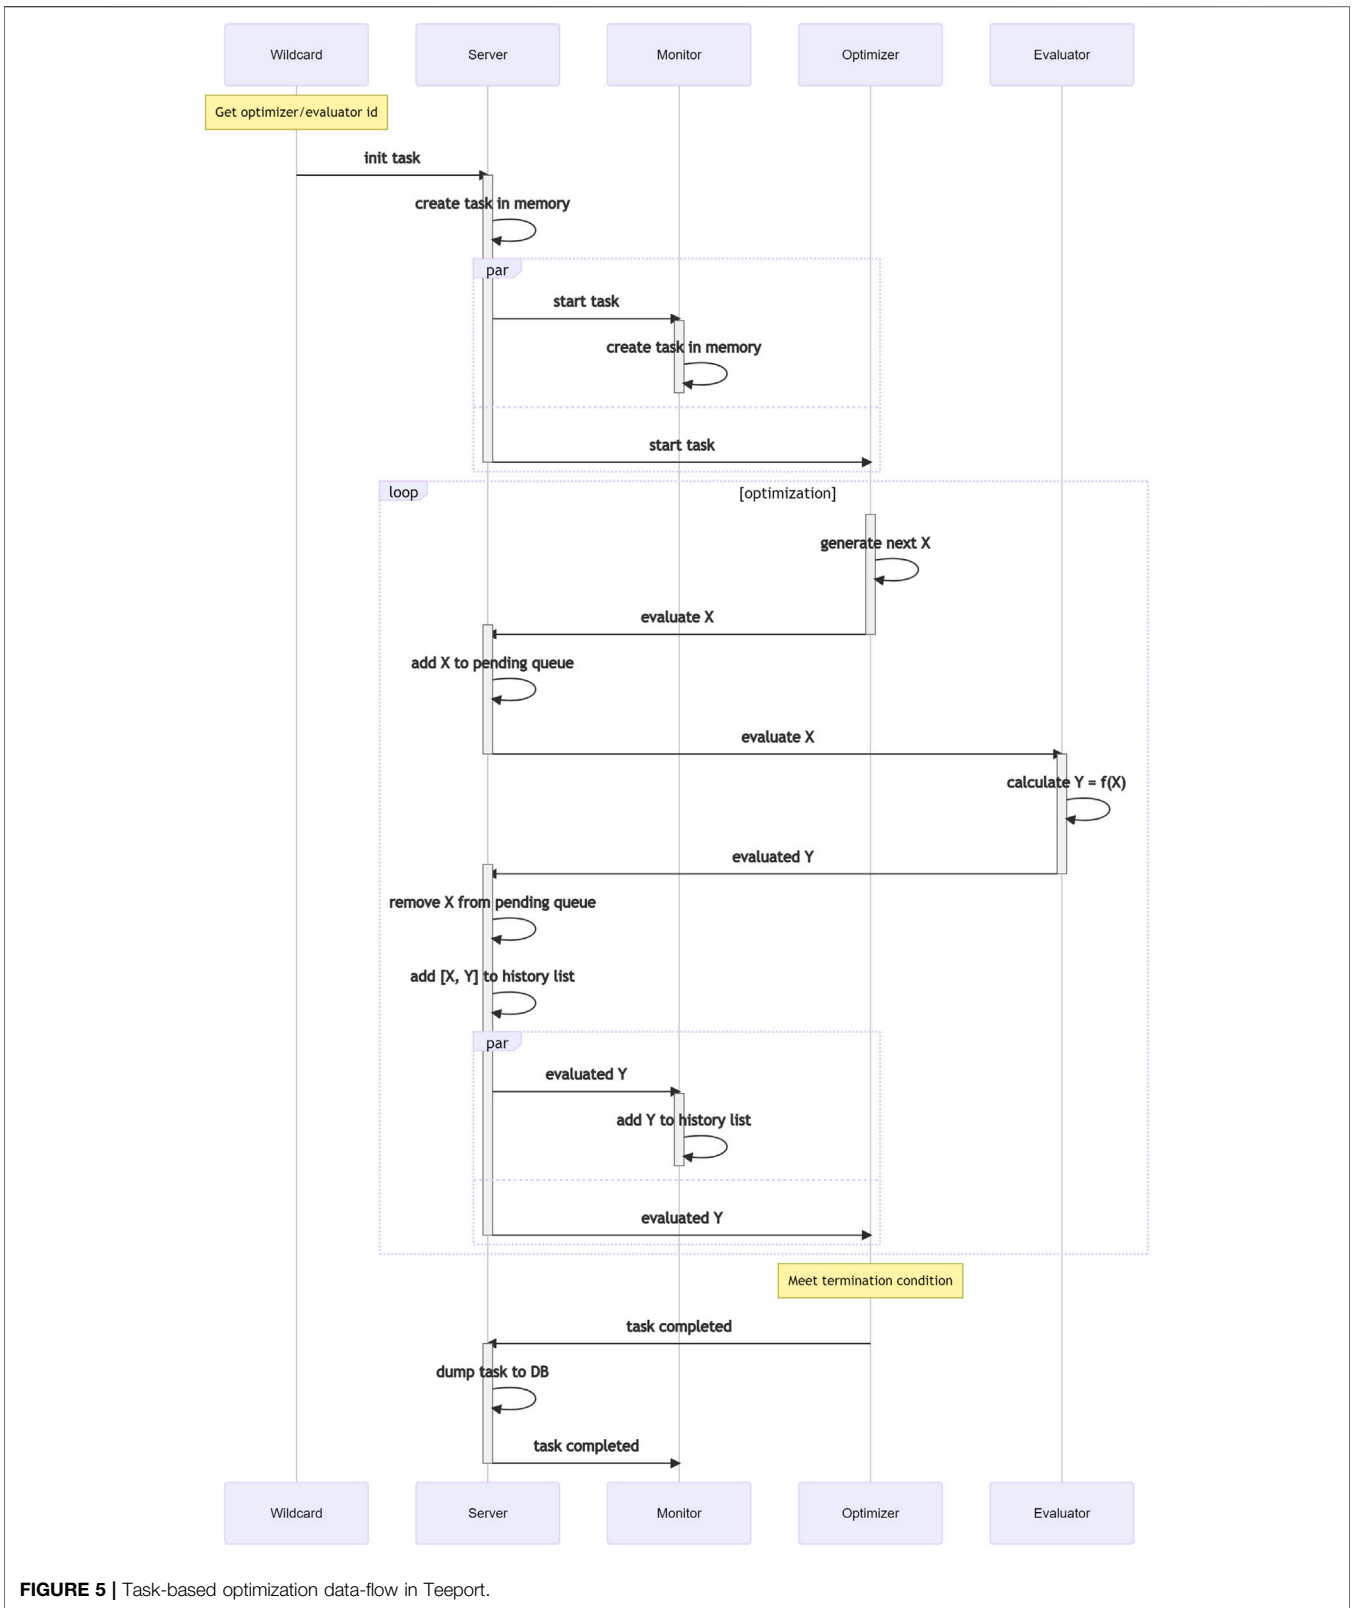 Wildcard
Server
Monitor
Optimizer
Evaluator
Get optimizer/evaluator id
init task
create task in memory
par
start task
create task in memory
start task
loop
[optimization]
generate next X
evaluate X
add X to pending queue
evaluate X
calculate Y = f(X)
evaluated Y
remove X from pending queue
add [X, Y] to history list
par
evaluated Y
add Y to history list
evaluated Y
Meet termination condition
task completed
dump task to DB
task completed
Wildcard
Server
Monitor
Optimizer
Evaluator
FIGURE 5 | Task-based optimization data-flow in Teeport.